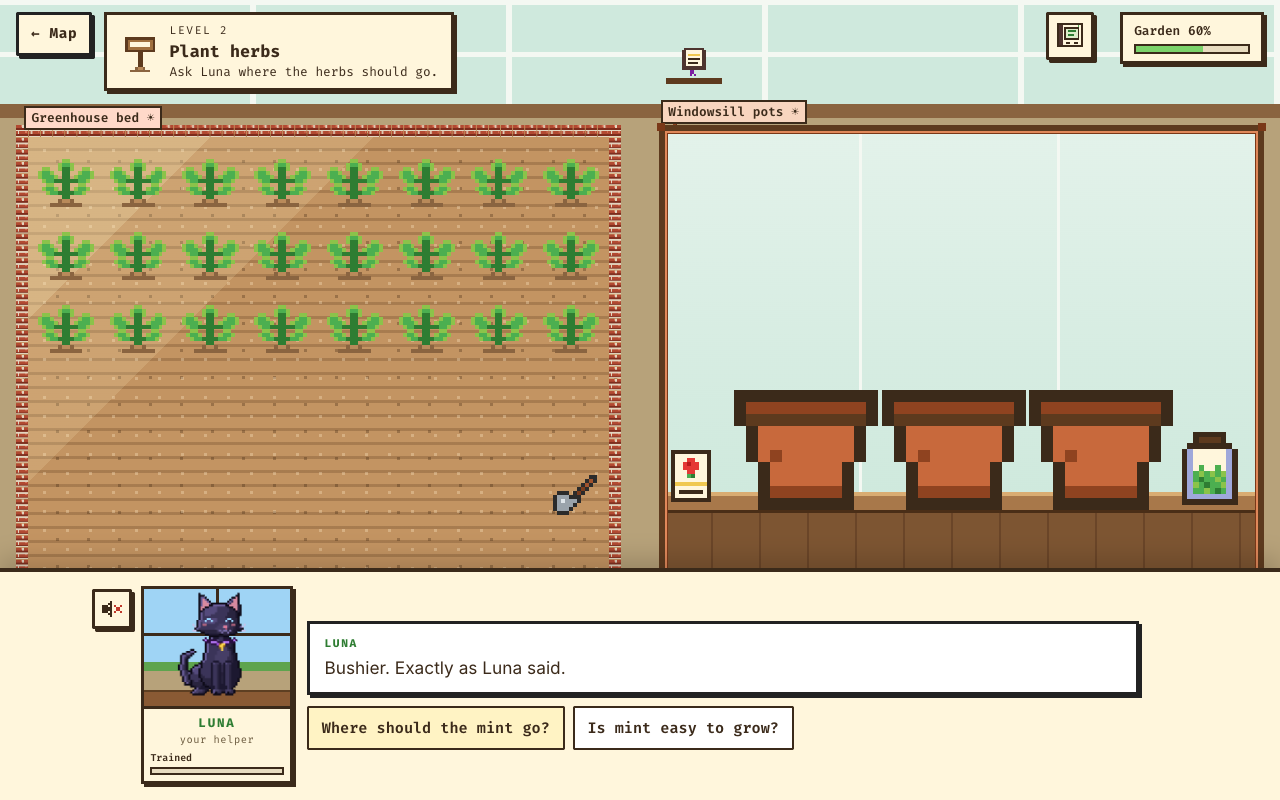 ← Map
LEVEL 2
Plant herbs
Ask Luna where the herbs should go.
Garden 60%
Greenhouse bed ☀
Windowsill pots ☀
LUNA
Bushier. Exactly as Luna said.
Where should the mint go?
Is mint easy to grow?
LUNA
your helper
Trained